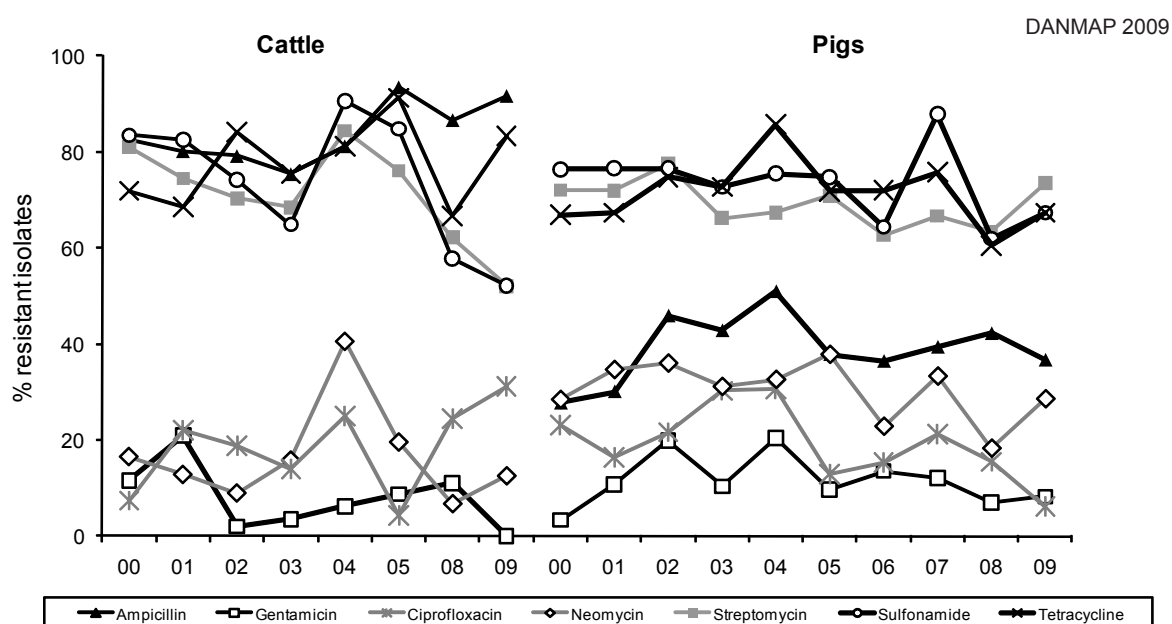 DANMAP 2009
Cattle Pigs
100
80
60
40
20
0
% resistant isolates
00 01 02 03 04 05 08 09 00 01 02 03 04 05 06 07 08 09
Ampicillin Gentamicin Ciprofloxacin Neomycin Streptomycin Sulfonamide Tetracycline